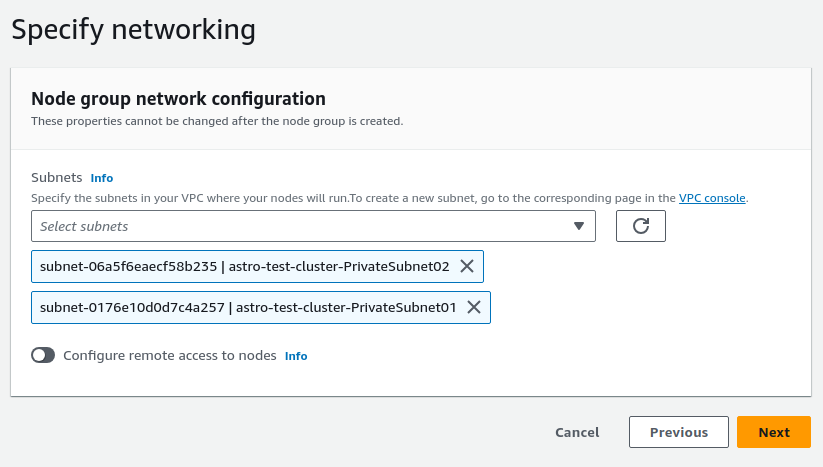 Specify networking
Node group network configuration
These properties cannot be changed after the node group is created.
Subnets Info
Specify the subnets in your VPC where your nodes will run.To create a new subnet, go to the corresponding page in the VPC console.
Select subnets
subnet-06a5f6eaecf58b235 | astro-test-cluster-PrivateSubnet02
subnet-0176e10d0d7c4a257 | astro-test-cluster-PrivateSubnet01
Configure remote access to nodes Info
Cancel Previous Next